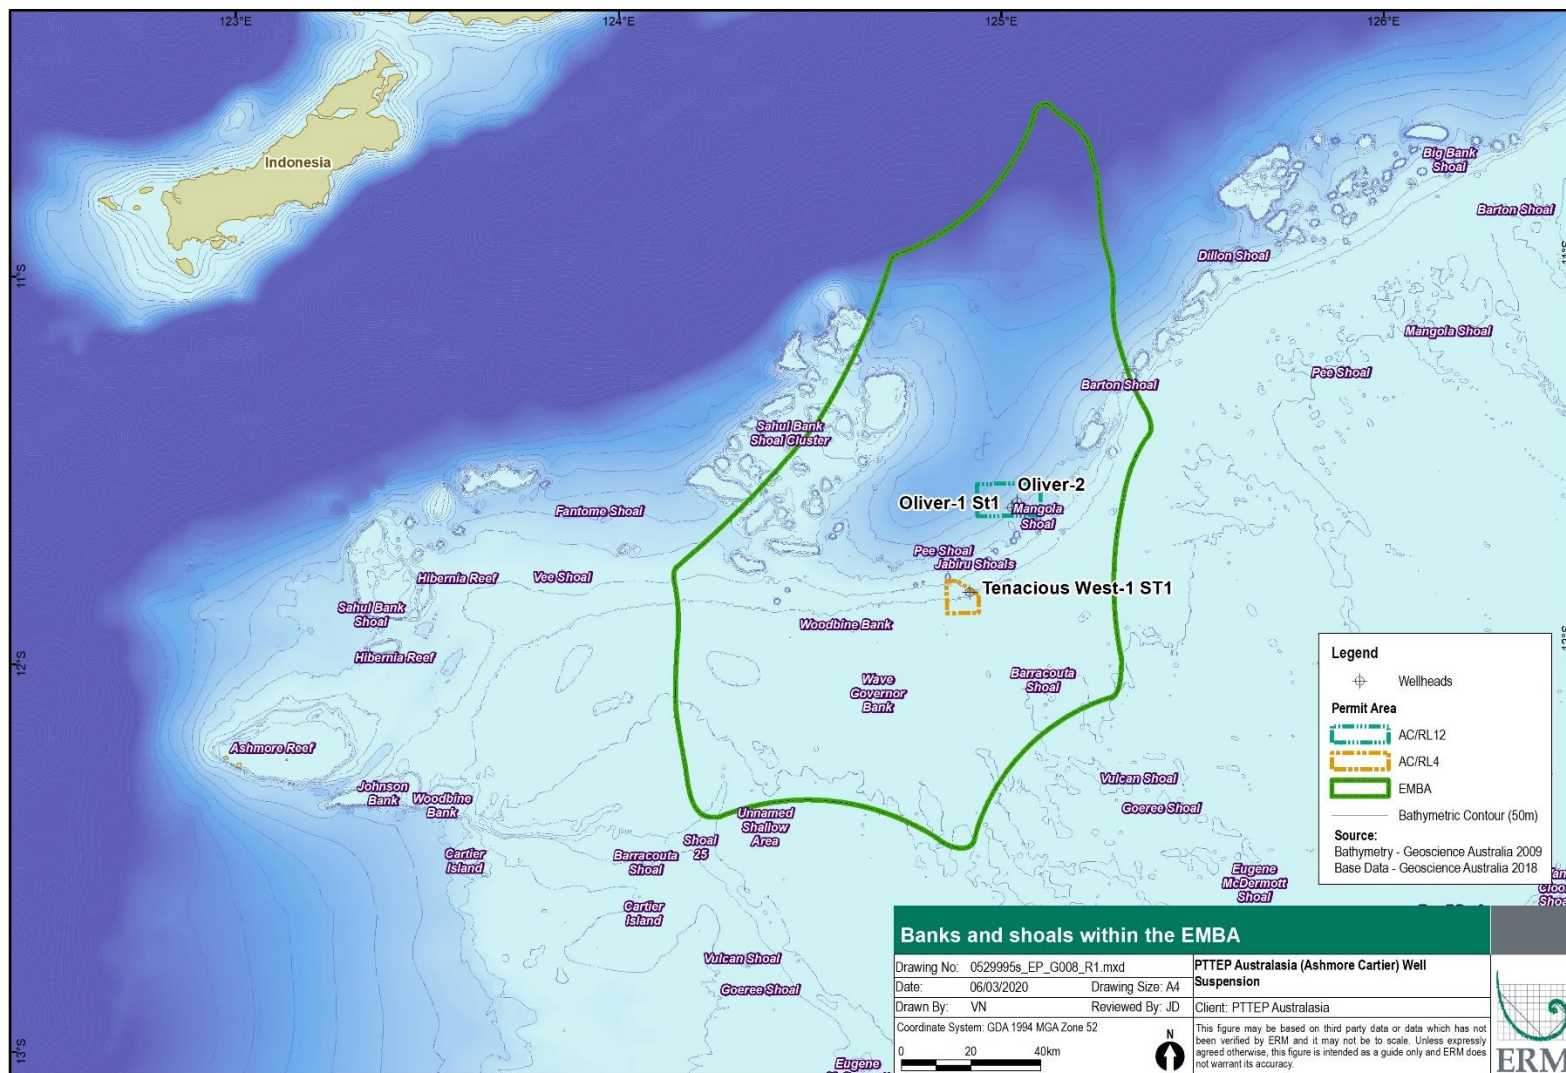 123°E
124°E
125°E
126°E
Indonesia
Big Bank
Shoal
Barton Shoal
11°S
11°S
Dillon Shoal
Mangola Shoal
Pee Shoal
Barton Shoal
Sahul Bank
Shoal Cluster
Oliver-2
Oliver-1 St1
Mangola
Shoal
Fantome Shoal
Pee Shoal
Jabiru Shoals
Hibernia Reef
Vee Shoal
Tenacious West-1 ST1
Sahul Bank
Shoal
Woodbine Bank
12°S
12°S
Hibernia Reef
Barracouta
Shoal
Wave
Governor
Bank
Ashmore Reef
Johnson
Bank
Woodbine
Bank
Vulcan Shoal
Goeree Shoal
Unnamed
Shallow
Area
Shoal
25
Cartier
Island
Barracouta
Shoal
Eugene
McDermott
Shoal
Cartier
Island
Vulcan Shoal
Goeree Shoal
13°S
Eugene
Legend
Wellheads
Permit Area
AC/RL12
AC/RL4
EMBA
Bathymetric Contour (50m)
Source:
Bathymetry - Geoscience Australia 2009
Base Data - Geoscience Australia 2018
Banks and shoals within the EMBA
Drawing No: 0529995s_EP_G008_R1.mxd
Date: 06/03/2020 Drawing Size: A4
Drawn By: VN Reviewed By: JD
Coordinate System: GDA 1994 MGA Zone 52
0 20 40km
N
PTTEP Australasia (Ashmore Cartier) Well
Suspension
Client: PTTEP Australasia
This figure may be based on third party data or data which has not
been verified by ERM and it may not be to scale. Unless expressly
agreed otherwise, this figure is intended as a guide only and ERM does
not warrant its accuracy.
ERM